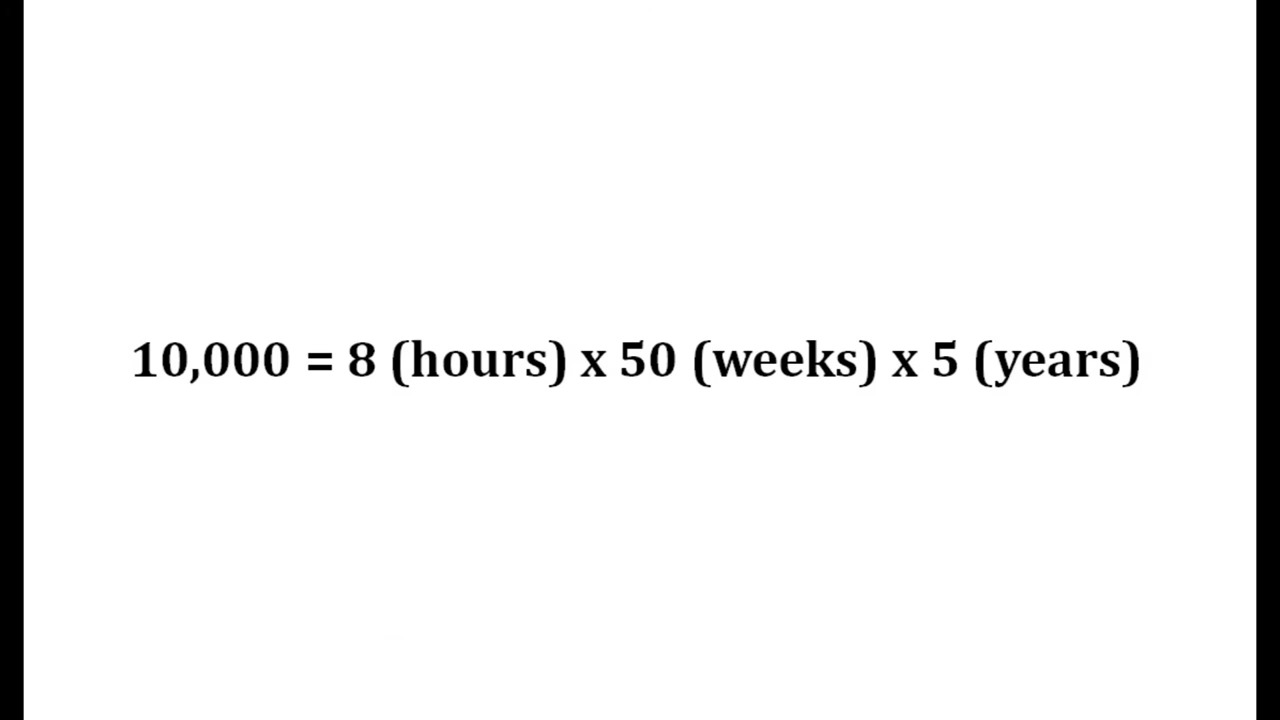 10,000 = 8 (hours) x 50 (weeks) x 5 (years)